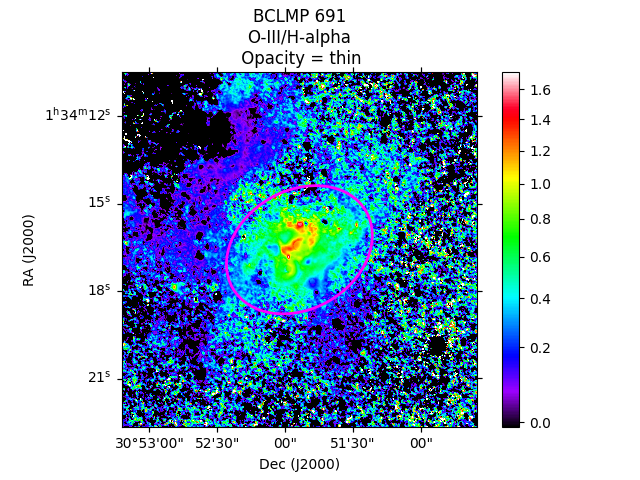 BCLMP 691
O-III/H-alpha
Opacity = thin
RA (J2000)
1ʰ34ᵐ12ˢ
15ˢ
18ˢ
21ˢ
30°53'00" 52'30" 00" 51'30" 00"
Dec (J2000)
1.6
1.4
1.2
1.0
0.8
0.6
0.4
0.2
0.0